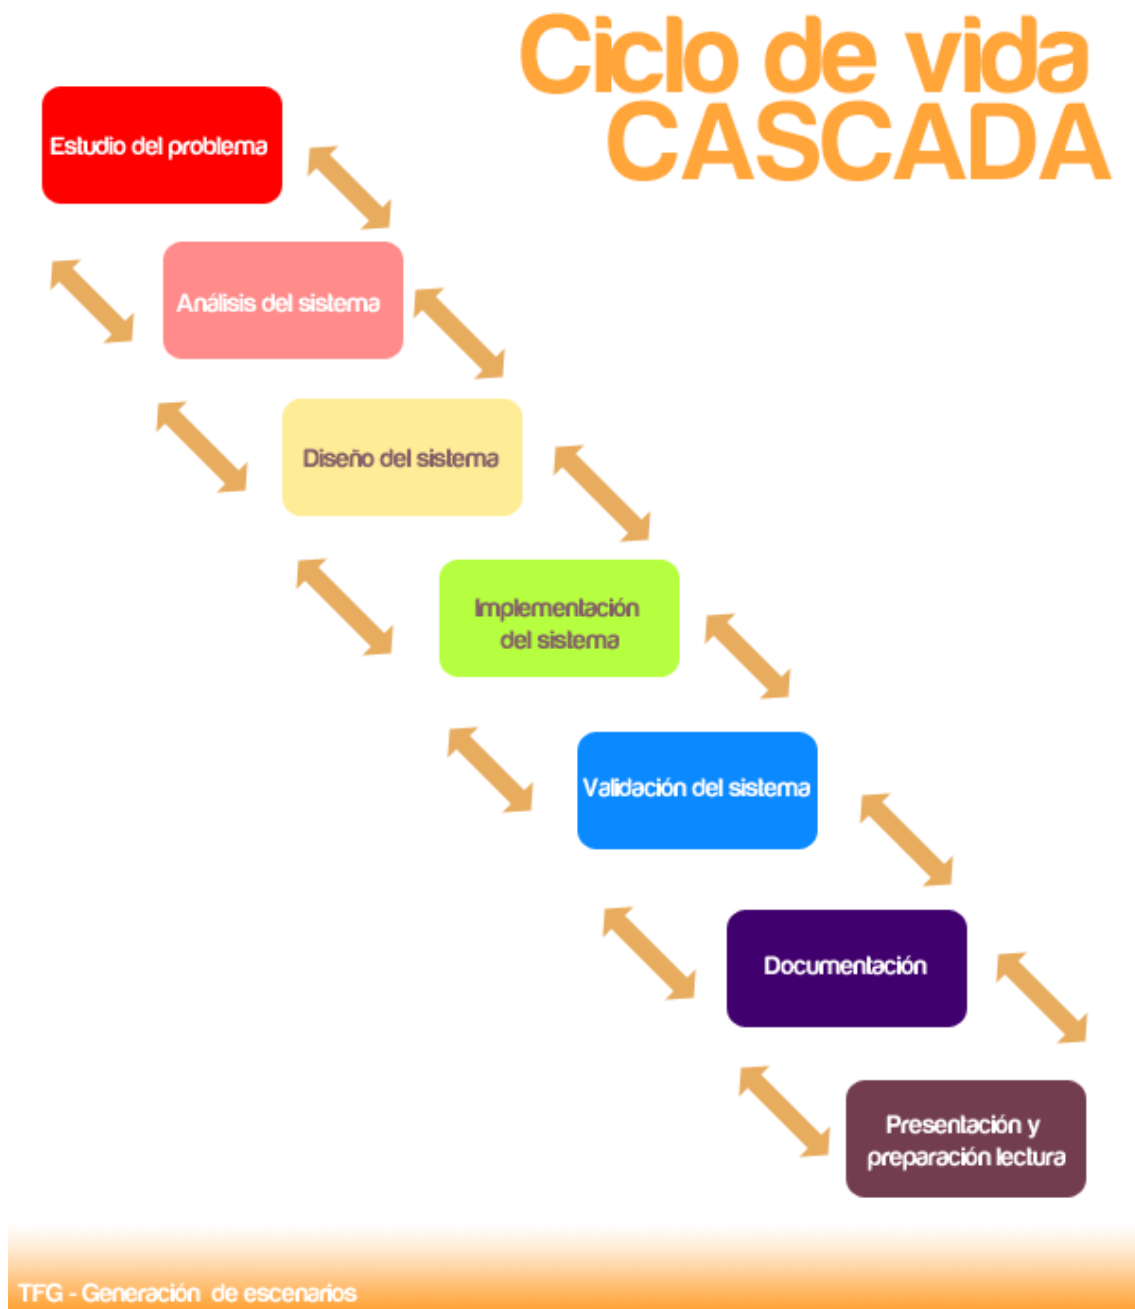 Ciclo de vida
CASCADA
Estudio del problema
Análisis del sistema
Diseño del sistema
Implementación
del sistema
Validación del sistema
Documentación
Presentación y
preparación lectura
TFG - Generación de escenarios